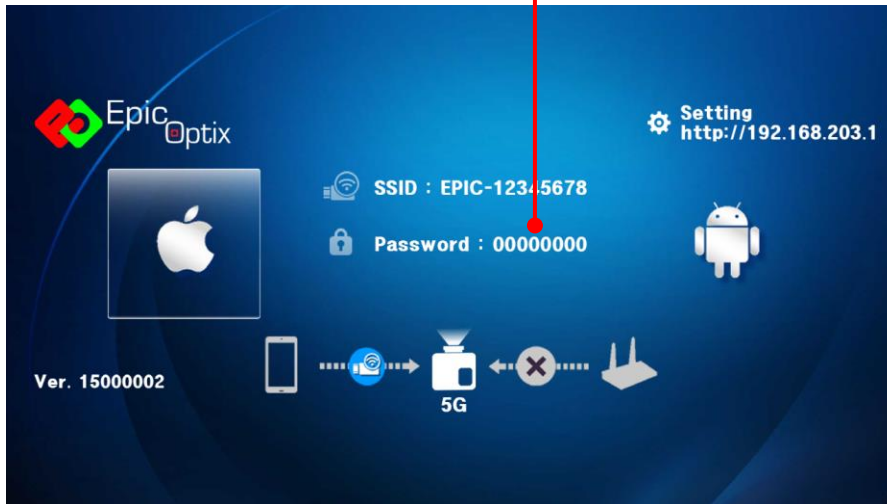 Epic
Optix
Setting
http://192.168.203.1
SSID : EPIC-12345678
Password : 00000000
Ver. 15000002
5G